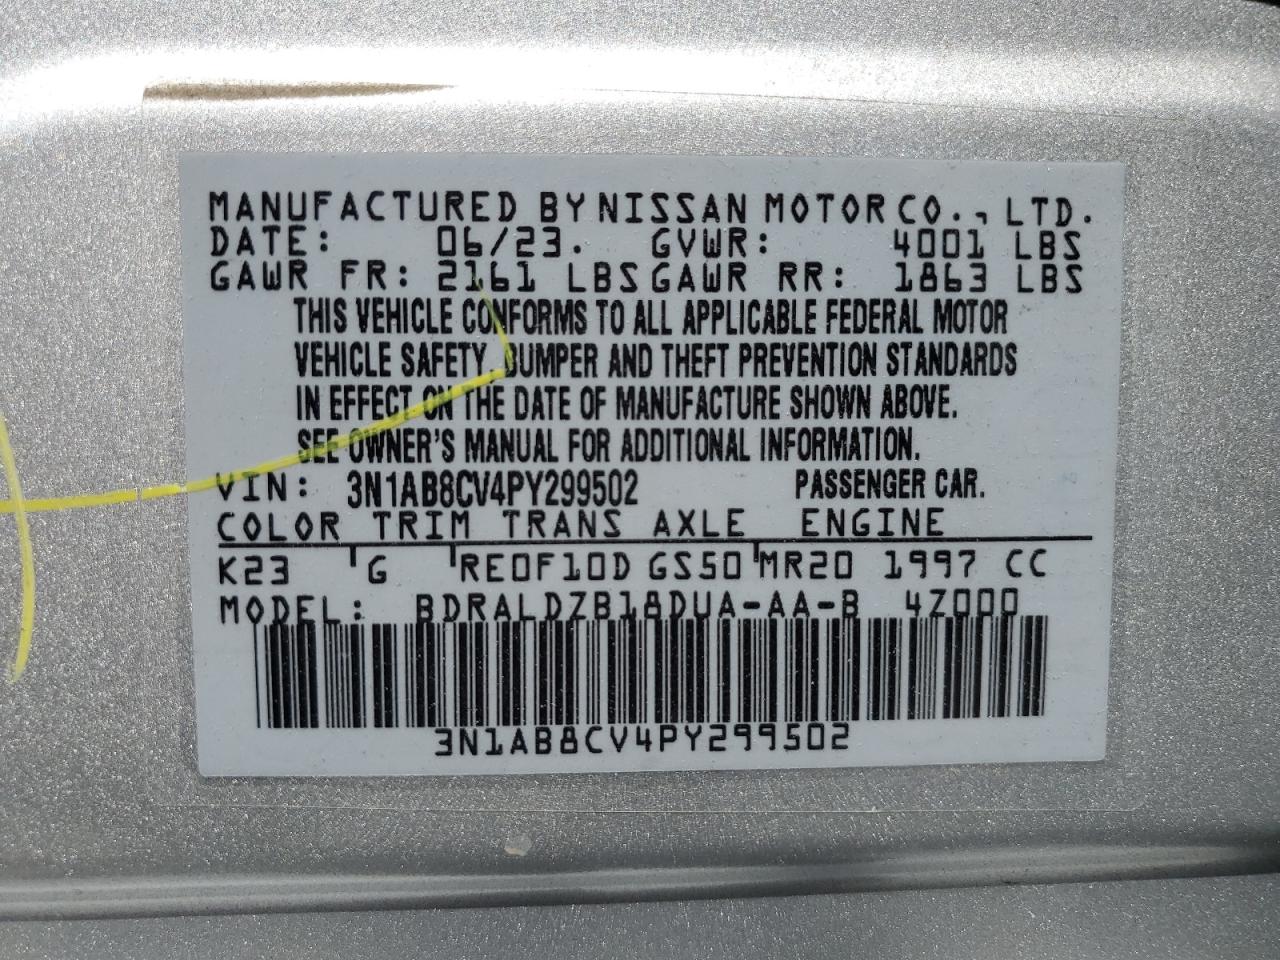 MANUFACTURED BY NISSAN MOTOR CO., LTD.
DATE: 06/23. GVWR: 4001 LBS
GAWR FR: 2161 LBS GAWR RR: 1863 LBS
THIS VEHICLE CONFORMS TO ALL APPLICABLE FEDERAL MOTOR
VEHICLE SAFETY, BUMPER AND THEFT PREVENTION STANDARDS
IN EFFECT ON THE DATE OF MANUFACTURE SHOWN ABOVE.
SEE OWNER'S MANUAL FOR ADDITIONAL INFORMATION.
VIN: 3N1AB8CV4PY299502 PASSENGER CAR.
COLOR TRIM TRANS AXLE ENGINE
K23 G RE0F10D GS50 MR20 1997 CC
MODEL: BDRALDZB18DUA-AA-B 4Z000
3N1AB8CV4PY299502